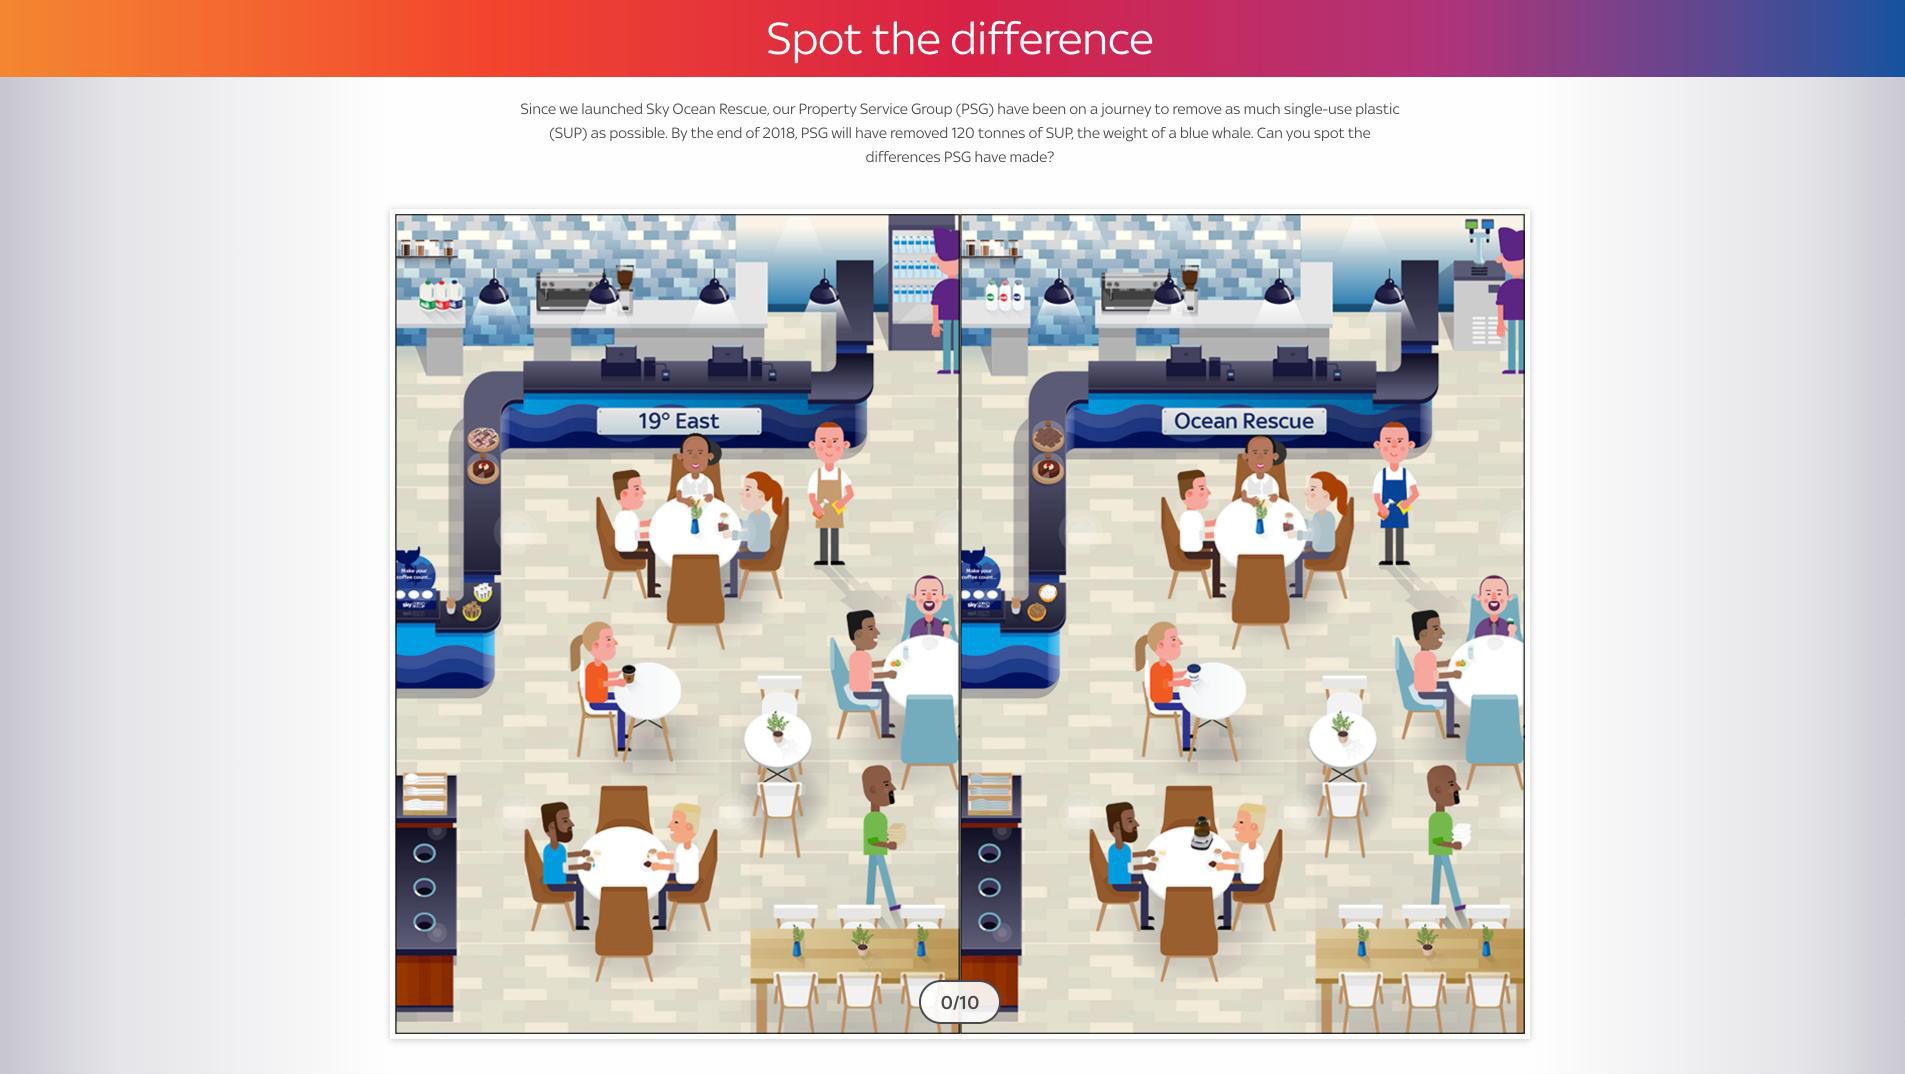 Spot the difference
Since we launched Sky Ocean Rescue, our Property Service Group (PSG) have been on a journey to remove as much single-use plastic
(SUP) as possible. By the end of 2018, PSG will have removed 120 tonnes of SUP, the weight of a blue whale. Can you spot the
differences PSG have made?
19° East
Ocean Rescue
Make your
coffee count...
sky
Make your
coffee count...
sky
0/10